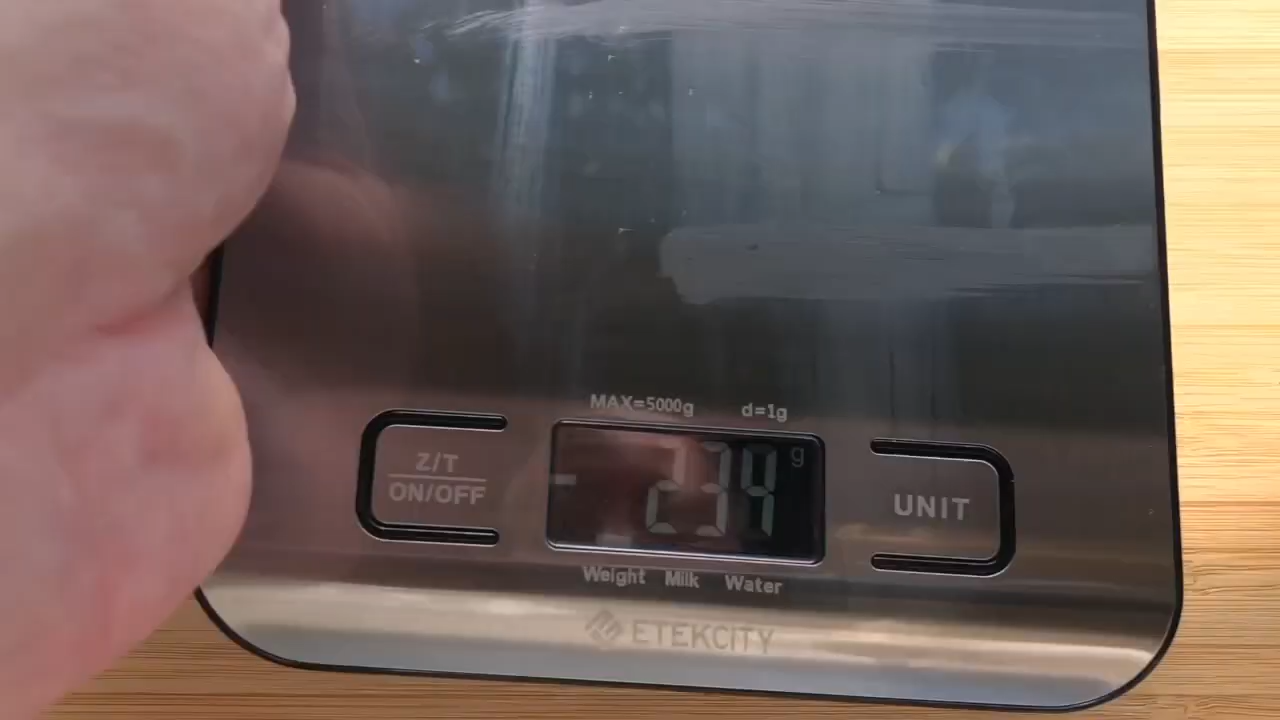 MAX=5000g d=1g
Z/T
ON/OFF
-234 g
UNIT
Weight Milk Water
ETEKCITY